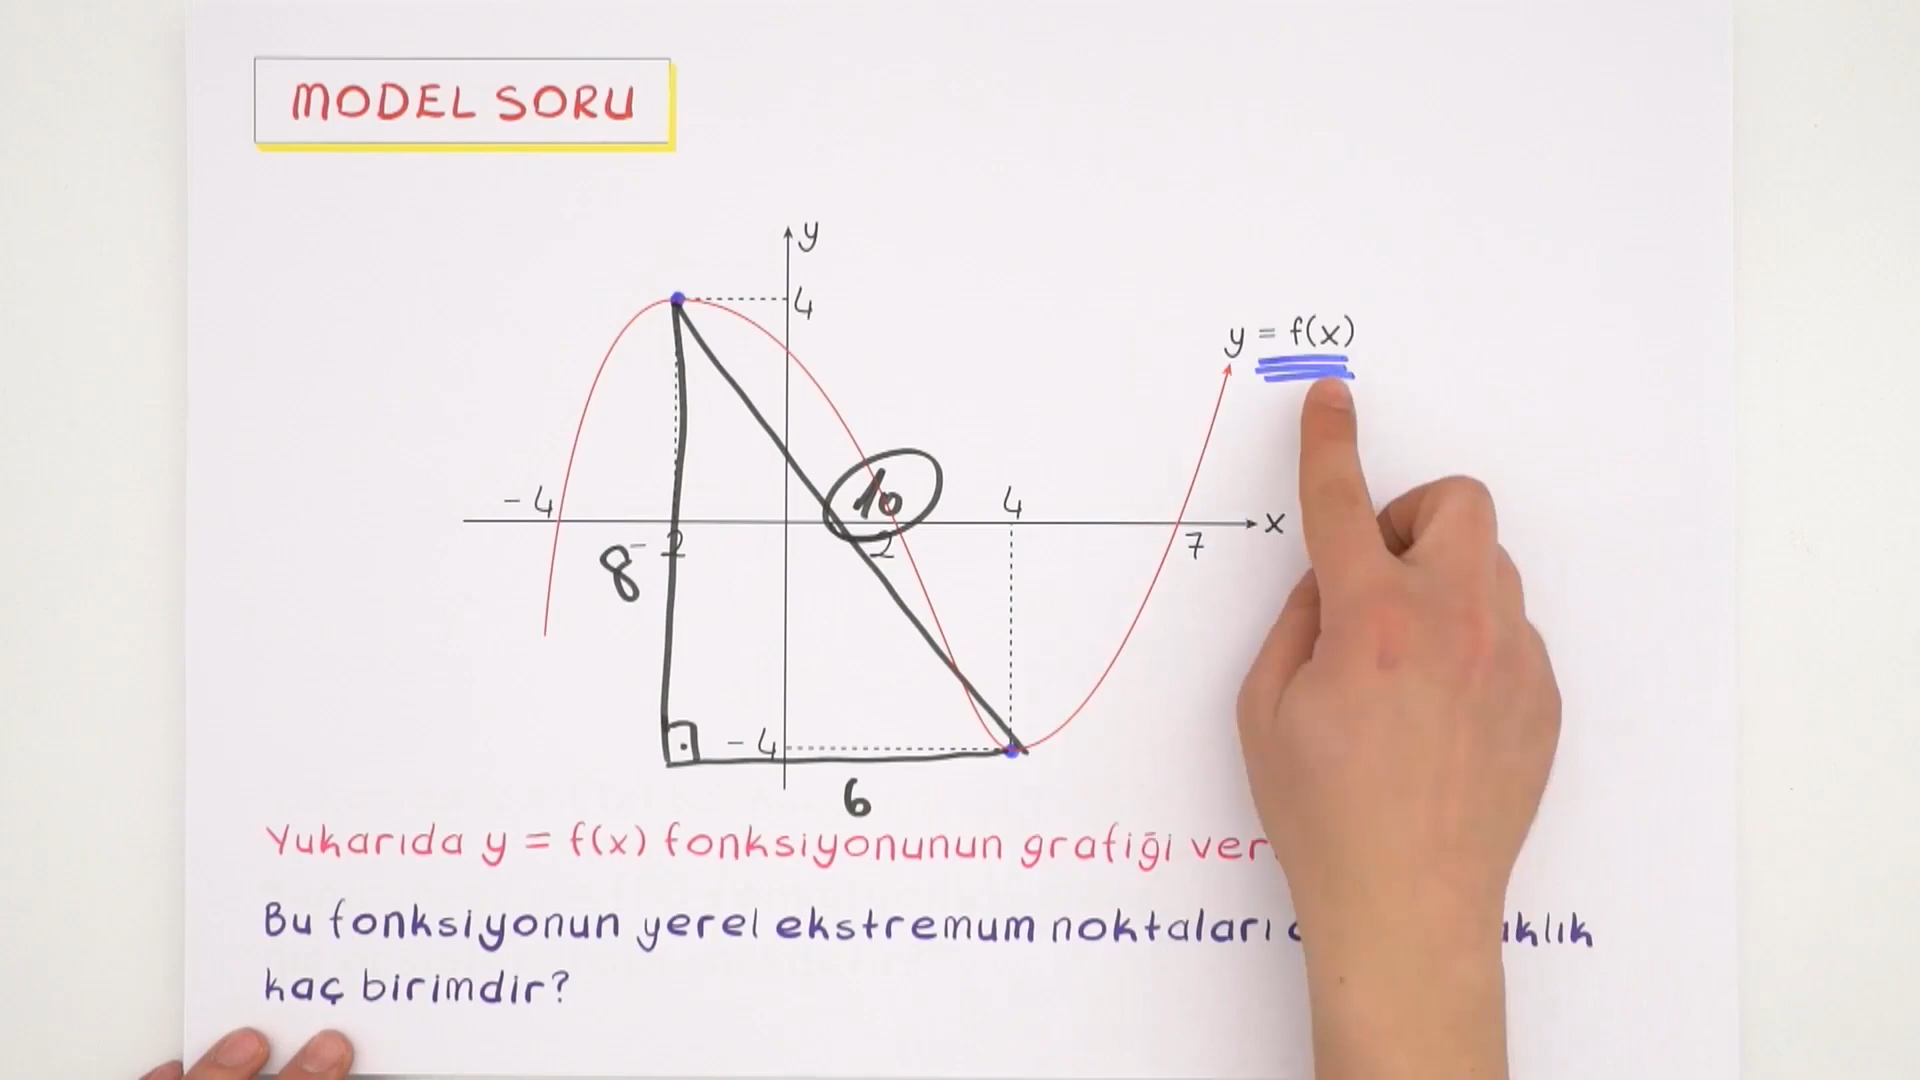 MODEL SORU
y
4
y = f(x)
10
-4
4
x
8
-2
2
7
-4
6
Yukarıda y = f(x) fonksiyonunun grafiği
Bu fonksiyonun yerel ekstremum noktaları
kaç birimdir?